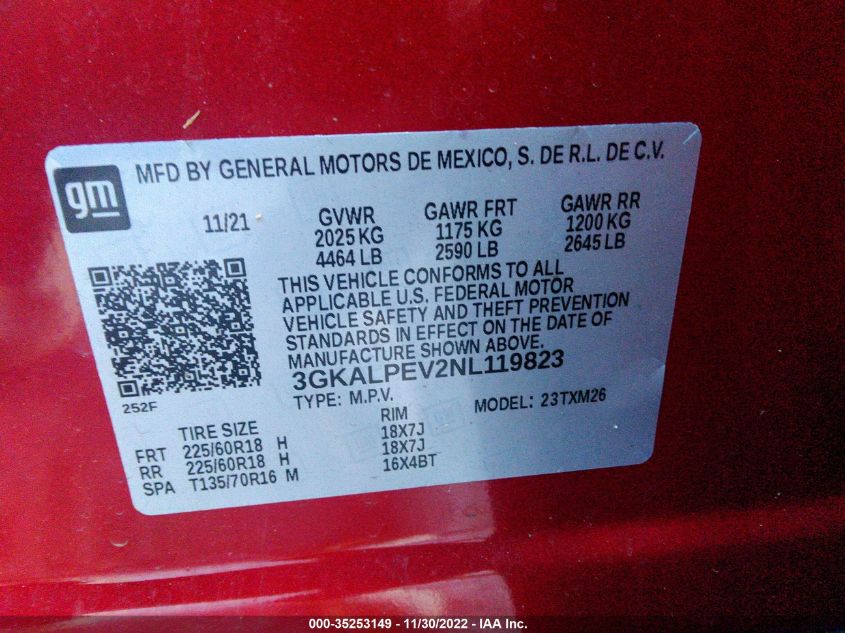 gm
MFD BY GENERAL MOTORS DE MEXICO, S. DE R.L. DE C.V.
11/21 GVWR GAWR FRT GAWR RR
2025 KG 1175 KG 1200 KG
4464 LB 2590 LB 2645 LB
THIS VEHICLE CONFORMS TO ALL
APPLICABLE U.S. FEDERAL MOTOR
VEHICLE SAFETY AND THEFT PREVENTION
STANDARDS IN EFFECT ON THE DATE OF
MANUFACTURE SHOWN ABOVE.
3GKALPEV2NL119823
252F
TYPE: M.P.V. MODEL: 23TXM26
TIRE SIZE RIM
FRT 225/60R18 H 18X7J
RR 225/60R18 H 18X7J
SPA T135/70R16 M 16X4BT
000-35253149 - 11/30/2022 - IAA Inc.